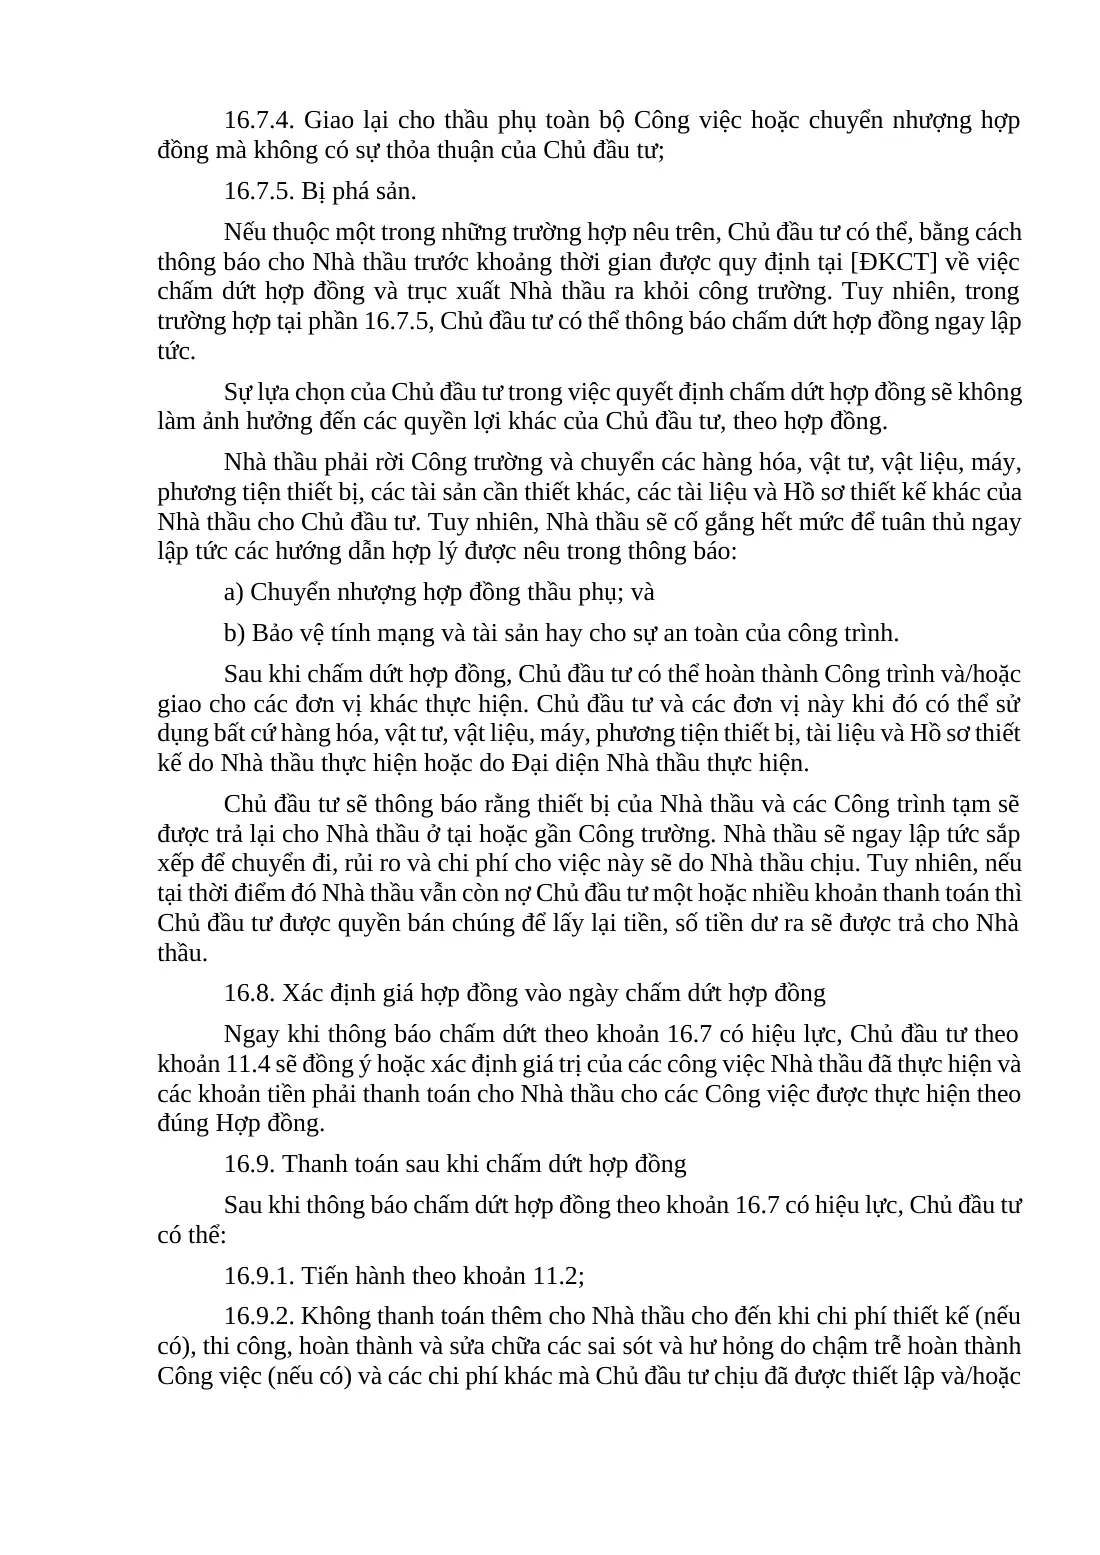 16.7.4. Giao lại cho thầu phụ toàn bộ Công việc hoặc chuyển nhượng hợp
đồng mà không có sự thỏa thuận của Chủ đầu tư;
16.7.5. Bị phá sản.
Nếu thuộc một trong những trường hợp nêu trên, Chủ đầu tư có thể, bằng cách
thông báo cho Nhà thầu trước khoảng thời gian được quy định tại [ĐKCT] về việc
chấm dứt hợp đồng và trục xuất Nhà thầu ra khỏi công trường. Tuy nhiên, trong
trường hợp tại phần 16.7.5, Chủ đầu tư có thể thông báo chấm dứt hợp đồng ngay lập
tức.
Sự lựa chọn của Chủ đầu tư trong việc quyết định chấm dứt hợp đồng sẽ không
làm ảnh hưởng đến các quyền lợi khác của Chủ đầu tư, theo hợp đồng.
Nhà thầu phải rời Công trường và chuyển các hàng hóa, vật tư, vật liệu, máy,
phương tiện thiết bị, các tài sản cần thiết khác, các tài liệu và Hồ sơ thiết kế khác của
Nhà thầu cho Chủ đầu tư. Tuy nhiên, Nhà thầu sẽ cố gắng hết mức để tuân thủ ngay
lập tức các hướng dẫn hợp lý được nêu trong thông báo:
a) Chuyển nhượng hợp đồng thầu phụ; và
b) Bảo vệ tính mạng và tài sản hay cho sự an toàn của công trình.
Sau khi chấm dứt hợp đồng, Chủ đầu tư có thể hoàn thành Công trình và/hoặc
giao cho các đơn vị khác thực hiện. Chủ đầu tư và các đơn vị này khi đó có thể sử
dụng bất cứ hàng hóa, vật tư, vật liệu, máy, phương tiện thiết bị, tài liệu và Hồ sơ thiết
kế do Nhà thầu thực hiện hoặc do Đại diện Nhà thầu thực hiện.
Chủ đầu tư sẽ thông báo rằng thiết bị của Nhà thầu và các Công trình tạm sẽ
được trả lại cho Nhà thầu ở tại hoặc gần Công trường. Nhà thầu sẽ ngay lập tức sắp
xếp để chuyển đi, rủi ro và chi phí cho việc này sẽ do Nhà thầu chịu. Tuy nhiên, nếu
tại thời điểm đó Nhà thầu vẫn còn nợ Chủ đầu tư một hoặc nhiều khoản thanh toán thì
Chủ đầu tư được quyền bán chúng để lấy lại tiền, số tiền dư ra sẽ được trả cho Nhà
thầu.
16.8. Xác định giá hợp đồng vào ngày chấm dứt hợp đồng
Ngay khi thông báo chấm dứt theo khoản 16.7 có hiệu lực, Chủ đầu tư theo
khoản 11.4 sẽ đồng ý hoặc xác định giá trị của các công việc Nhà thầu đã thực hiện và
các khoản tiền phải thanh toán cho Nhà thầu cho các Công việc được thực hiện theo
đúng Hợp đồng.
16.9. Thanh toán sau khi chấm dứt hợp đồng
Sau khi thông báo chấm dứt hợp đồng theo khoản 16.7 có hiệu lực, Chủ đầu tư
có thể:
16.9.1. Tiến hành theo khoản 11.2;
16.9.2. Không thanh toán thêm cho Nhà thầu cho đến khi chi phí thiết kế (nếu
có), thi công, hoàn thành và sửa chữa các sai sót và hư hỏng do chậm trễ hoàn thành
Công việc (nếu có) và các chi phí khác mà Chủ đầu tư chịu đã được thiết lập và/hoặc